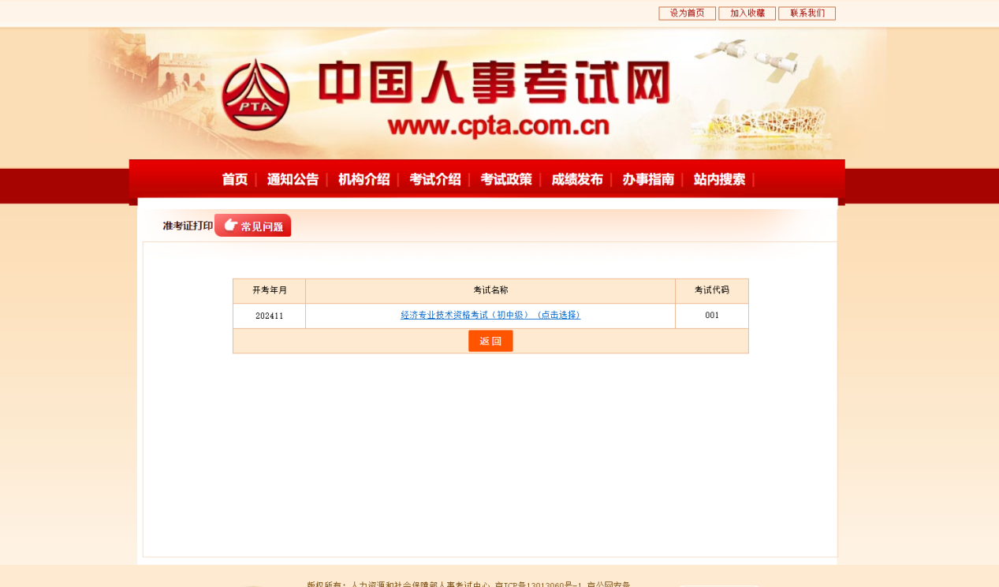 设为首页 加入收藏 联系我们
中国人事考试网
PTA
www.cpta.com.cn
首页 通知公告 机构介绍 考试介绍 考试政策 成绩发布 办事指南 站内搜索
准考证打印 常见问题
开考年月 考试名称 考试代码
202411 经济专业技术资格考试（初中级）（点击选择） 001
返回
版权所有：人力资源和社会保障部人事考试中心 京ICP备13013060号-1 京公网安备